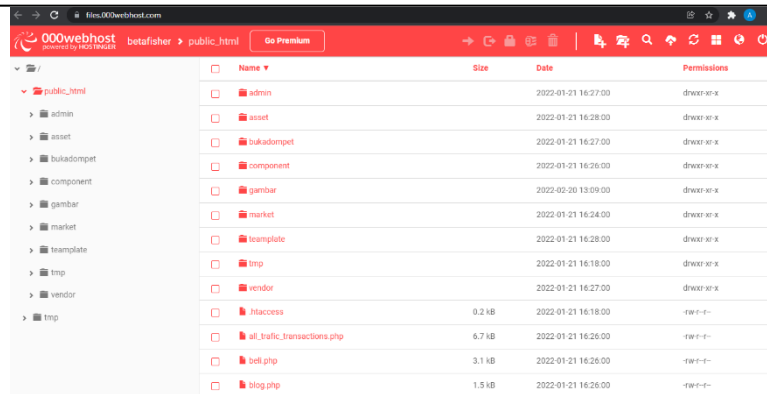 files.000webhost.com
000webhost
powered by HOSTINGER
betafisher > public_html
Go Premium
/
public_html
admin
asset
bukadompet
component
gambar
market
teamplate
tmp
vendor
tmp
Name ▼ Size Date Permissions
admin 2022-01-21 16:27:00 drwxr-xr-x
asset 2022-01-21 16:28:00 drwxr-xr-x
bukadompet 2022-01-21 16:27:00 drwxr-xr-x
component 2022-01-21 16:26:00 drwxr-xr-x
gambar 2022-02-20 13:09:00 drwxr-xr-x
market 2022-01-21 16:24:00 drwxr-xr-x
teamplate 2022-01-21 16:28:00 drwxr-xr-x
tmp 2022-01-21 16:18:00 drwxr-xr-x
vendor 2022-01-21 16:27:00 drwxr-xr-x
.htaccess 0.2 kB 2022-01-21 16:18:00 -rw-r--r--
all_trafic_transactions.php 6.7 kB 2022-01-21 16:26:00 -rw-r--r--
beli.php 3.1 kB 2022-01-21 16:26:00 -rw-r--r--
blog.php 1.5 kB 2022-01-21 16:26:00 -rw-r--r--